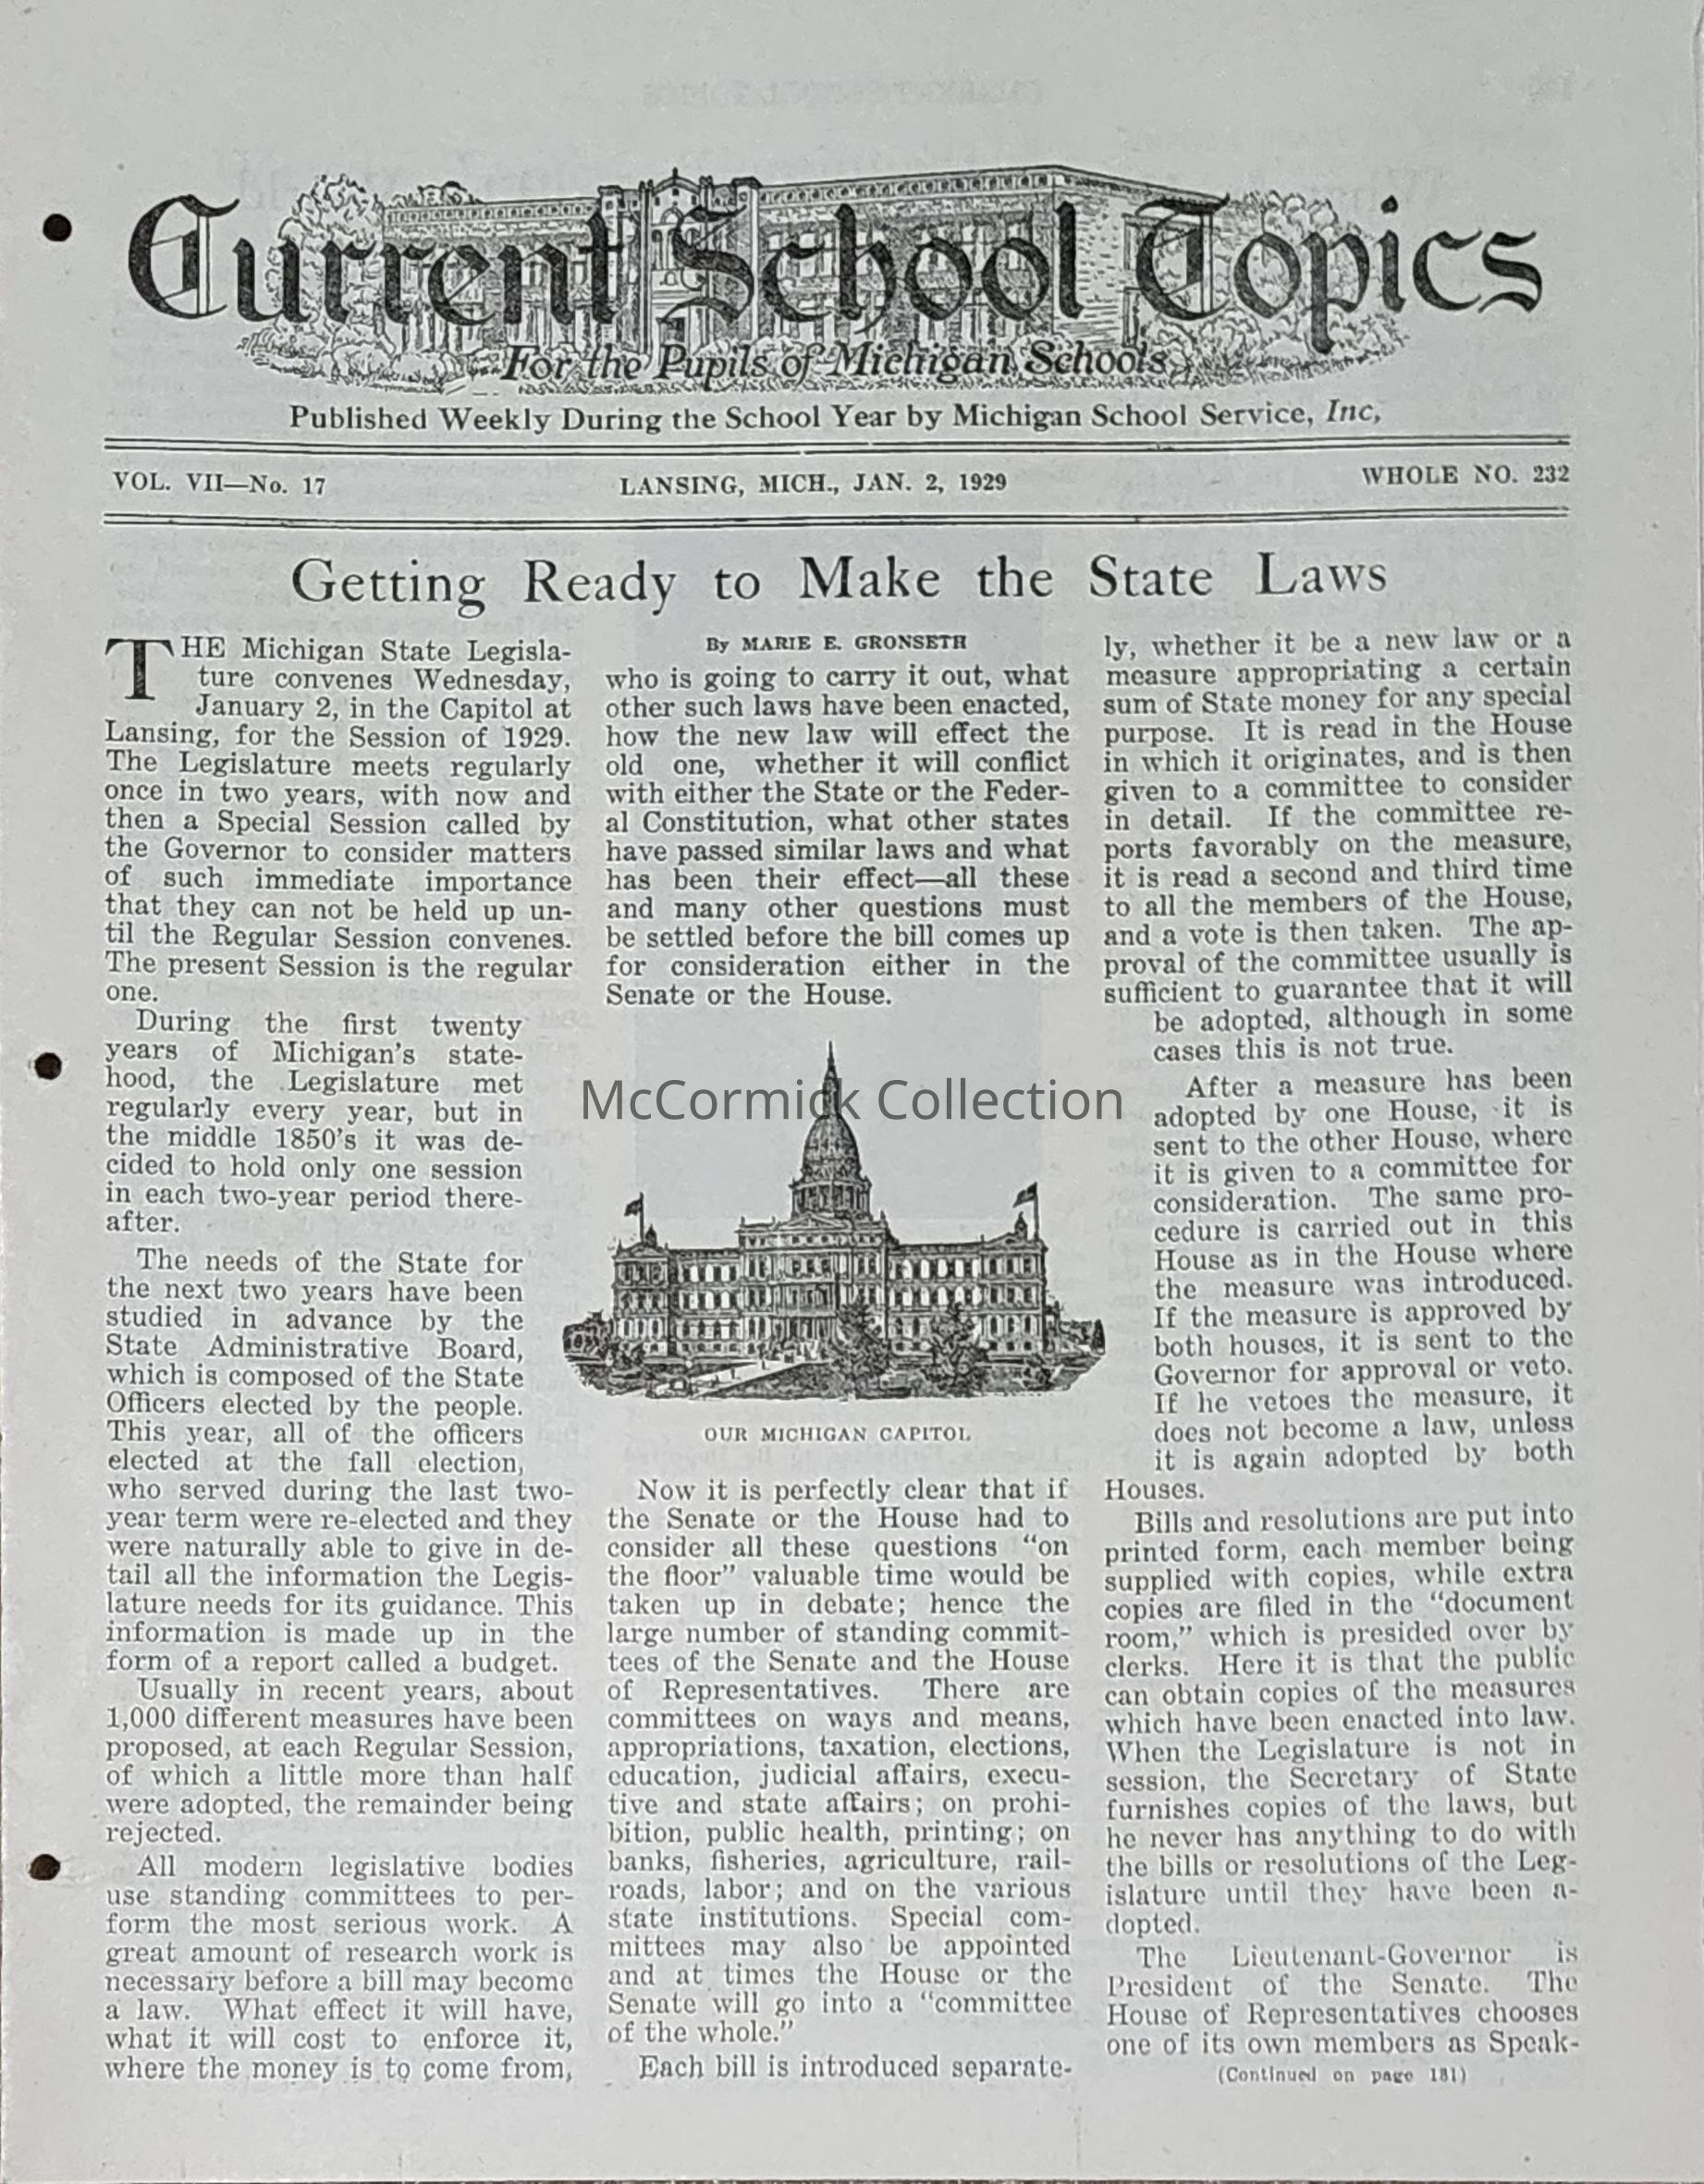 Current School Topics
For the Pupils of Michigan Schools
Published Weekly During the School Year by Michigan School Service, Inc,
VOL. VII—No. 17 LANSING, MICH., JAN. 2, 1929 WHOLE NO. 232
Getting Ready to Make the State Laws
THE Michigan State Legisla-
ture convenes Wednesday,
January 2, in the Capitol at
Lansing, for the Session of 1929.
The Legislature meets regularly
once in two years, with now and
then a Special Session called by
the Governor to consider matters
of such immediate importance
that they can not be held up un-
til the Regular Session convenes.
The present Session is the regular
one.
During the first twenty
years of Michigan's state-
hood, the Legislature met
regularly every year, but in
the middle 1850's it was de-
cided to hold only one session
in each two-year period there-
after.
The needs of the State for
the next two years have been
studied in advance by the
State Administrative Board,
which is composed of the State
Officers elected by the people.
This year, all of the officers
elected at the fall election,
who served during the last two-
year term were re-elected and they
were naturally able to give in de-
tail all the information the Legis-
lature needs for its guidance. This
information is made up in the
form of a report called a budget.
Usually in recent years, about
1,000 different measures have been
proposed, at each Regular Session,
of which a little more than half
were adopted, the remainder being
rejected.
All modern legislative bodies
use standing committees to per-
form the most serious work. A
great amount of research work is
necessary before a bill may become
a law. What effect it will have,
what it will cost to enforce it,
where the money is to come from,
By MARIE E. GRONSETH
who is going to carry it out, what
other such laws have been enacted,
how the new law will effect the
old one, whether it will conflict
with either the State or the Feder-
al Constitution, what other states
have passed similar laws and what
has been their effect—all these
and many other questions must
be settled before the bill comes up
for consideration either in the
Senate or the House.
McCormick Collection
OUR MICHIGAN CAPITOL
Now it is perfectly clear that if
the Senate or the House had to
consider all these questions "on
the floor" valuable time would be
taken up in debate; hence the
large number of standing commit-
tees of the Senate and the House
of Representatives. There are
committees on ways and means,
appropriations, taxation, elections,
education, judicial affairs, execu-
tive and state affairs; on prohi-
bition, public health, printing; on
banks, fisheries, agriculture, rail-
roads, labor; and on the various
state institutions. Special com-
mittees may also be appointed
and at times the House or the
Senate will go into a "committee
of the whole."
Each bill is introduced separate-
ly, whether it be a new law or a
measure appropriating a certain
sum of State money for any special
purpose. It is read in the House
in which it originates, and is then
given to a committee to consider
in detail. If the committee re-
ports favorably on the measure,
it is read a second and third time
to all the members of the House,
and a vote is then taken. The ap-
proval of the committee usually is
sufficient to guarantee that it will
be adopted, although in some
cases this is not true.
After a measure has been
adopted by one House, it is
sent to the other House, where
it is given to a committee for
consideration. The same pro-
cedure is carried out in this
House as in the House where
the measure was introduced.
If the measure is approved by
both houses, it is sent to the
Governor for approval or veto.
If he vetoes the measure, it
does not become a law, unless
it is again adopted by both
Houses.
Bills and resolutions are put into
printed form, each member being
supplied with copies, while extra
copies are filed in the "document
room," which is presided over by
clerks. Here it is that the public
can obtain copies of the measures
which have been enacted into law.
When the Legislature is not in
session, the Secretary of State
furnishes copies of the laws, but
he never has anything to do with
the bills or resolutions of the Leg-
islature until they have been a-
dopted.
The Lieutenant-Governor is
President of the Senate. The
House of Representatives chooses
one of its own members as Speak-
(Continued on page 181)